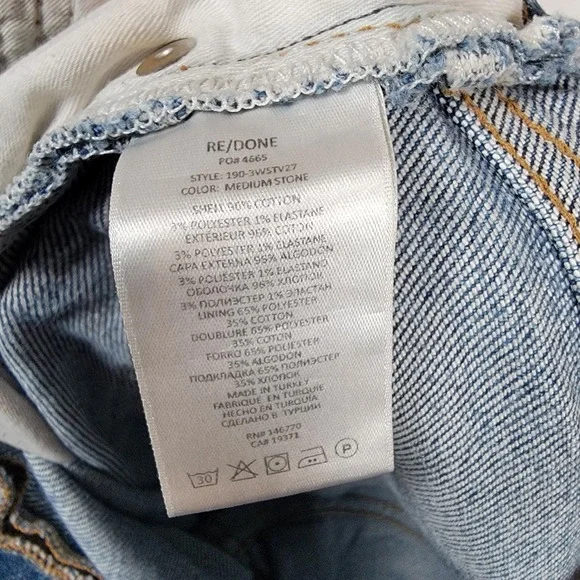 RE/DONE
PO# 4665
STYLE: 190-3WSTV27
COLOR: MEDIUM STONE
SHELL 96% COTTON
3% POLYESTER 1% ELASTANE
EXTERIEUR 96% COTON
3% POLYESTER 1% ELASTANE
CAPA EXTERNA 96% ALGODON
3% POLIESTER 1% ELASTANO
ОБОЛОЧКА 96% ХЛОПОК
3% ПОЛИЭСТЕР 1% ЭЛАСТАН
LINING 65% POLYESTER
35% COTTON
DOUBLURE 65% POLYESTER
35% COTON
FORRO 65% POLIESTER
35% ALGODON
ПОДКЛАДКА 65% ПОЛИЭСТЕР
35% ХЛОПОК
MADE IN TURKEY
FABRIQUE EN TURQUIE
HECHO EN TURQUIA
СДЕЛАНО В ТУРЦИИ
RN# 146770
CA# 19371
30 P